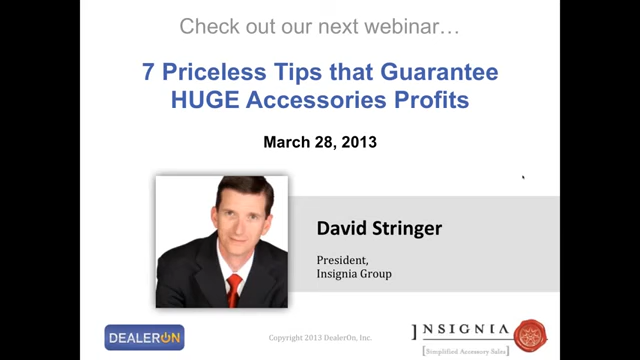 Check out our next webinar…
7 Priceless Tips that Guarantee
HUGE Accessories Profits
March 28, 2013
David Stringer
President,
Insignia Group
DEALERON
Copyright 2013 DealerOn, Inc.
INSIGNIA
[Simplified Accessory Sales]